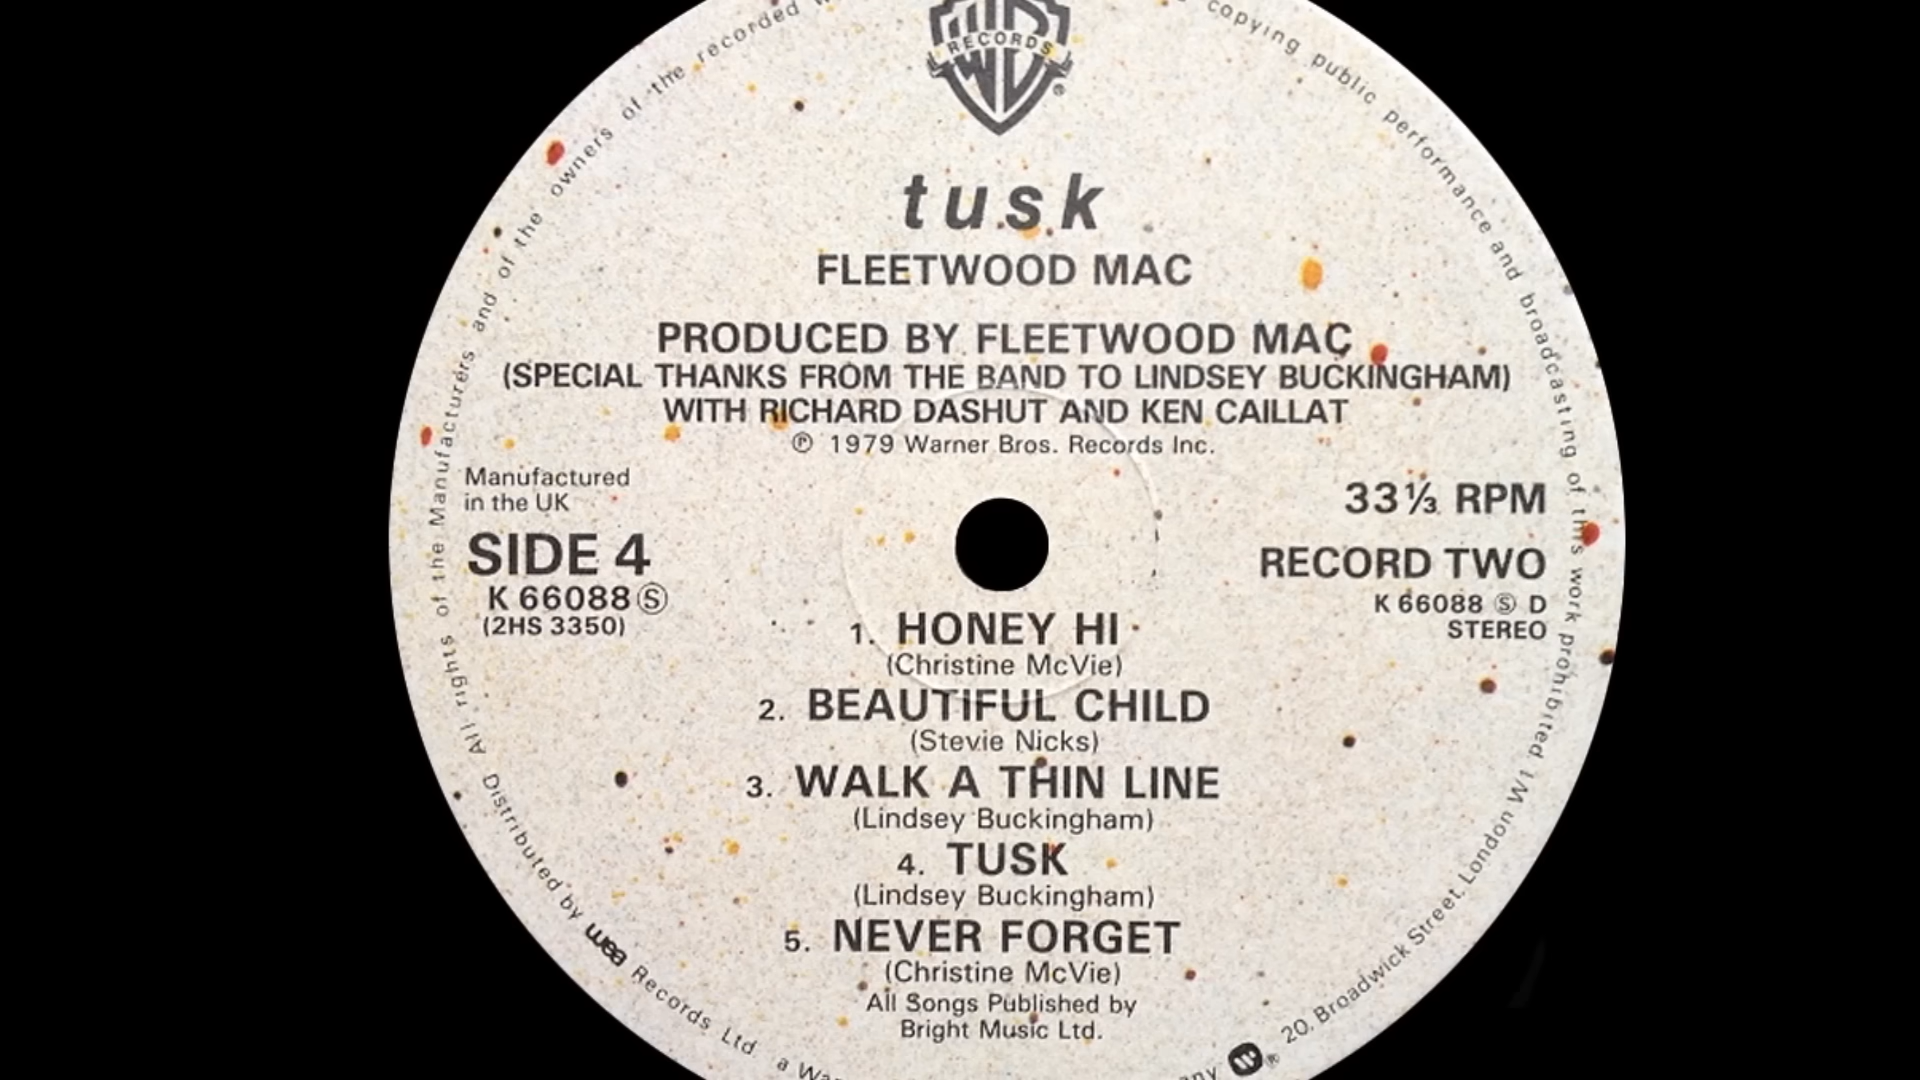 RECORDS
tusk
FLEETWOOD MAC
PRODUCED BY FLEETWOOD MAC
(SPECIAL THANKS FROM THE BAND TO LINDSEY BUCKINGHAM)
WITH RICHARD DASHUT AND KEN CAILLAT
℗ 1979 Warner Bros. Records Inc.
Manufactured
in the UK
SIDE 4
K 66088 Ⓢ
(2HS 3350)
33⅓ RPM
RECORD TWO
K 66088 Ⓢ D
STEREO
1. HONEY HI
(Christine McVie)
2. BEAUTIFUL CHILD
(Stevie Nicks)
3. WALK A THIN LINE
(Lindsey Buckingham)
4. TUSK
(Lindsey Buckingham)
5. NEVER FORGET
(Christine McVie)
All Songs Published by
Bright Music Ltd.
All rights of the Manufacturers and of the owners of the recorded
copying public performance and broadcasting of this work prohibited
Distributed by wea Records Ltd. a
20, Broadwick Street, London W1